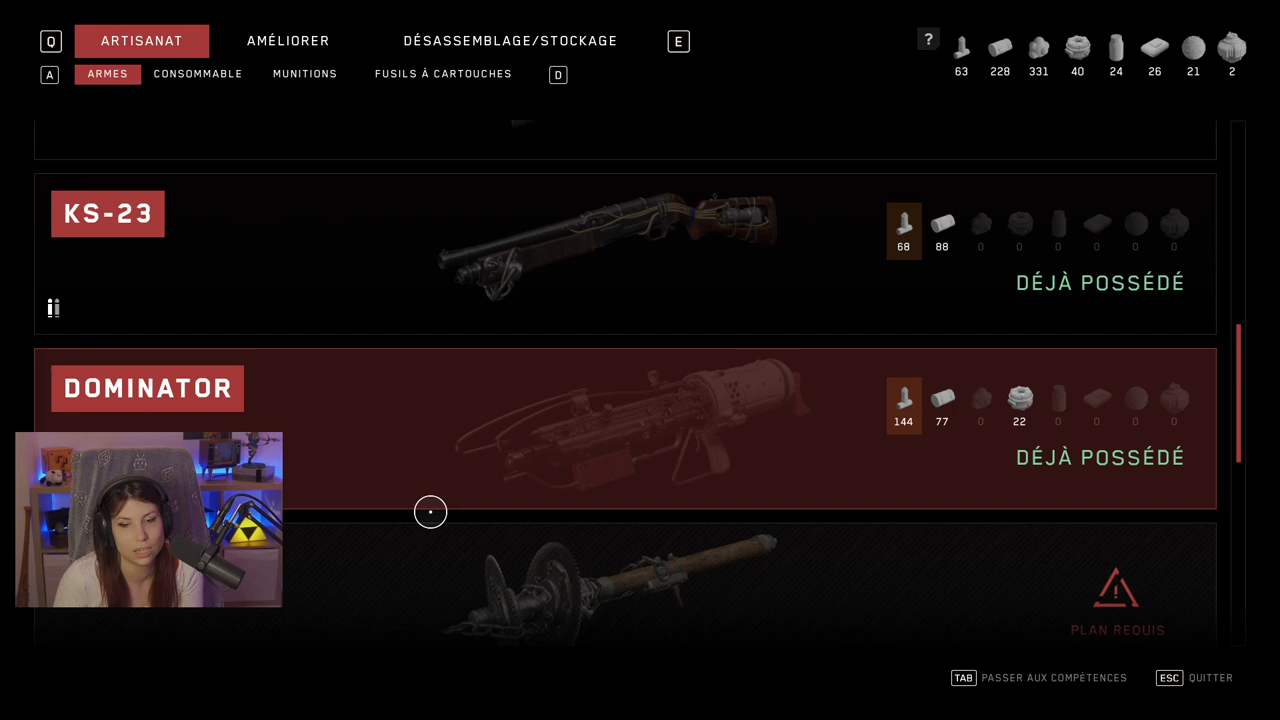 Q ARTISANAT AMÉLIORER DÉSASSEMBLAGE/STOCKAGE E ?
A ARMES CONSOMMABLE MUNITIONS FUSILS À CARTOUCHES D
63 228 331 40 24 26 21 2
KS-23
68 88 0 0 0 0 0 0
DÉJÀ POSSÉDÉ
DOMINATOR
144 77 0 22 0 0 0 0
DÉJÀ POSSÉDÉ
PLAN REQUIS
TAB PASSER AUX COMPÉTENCES ESC QUITTER